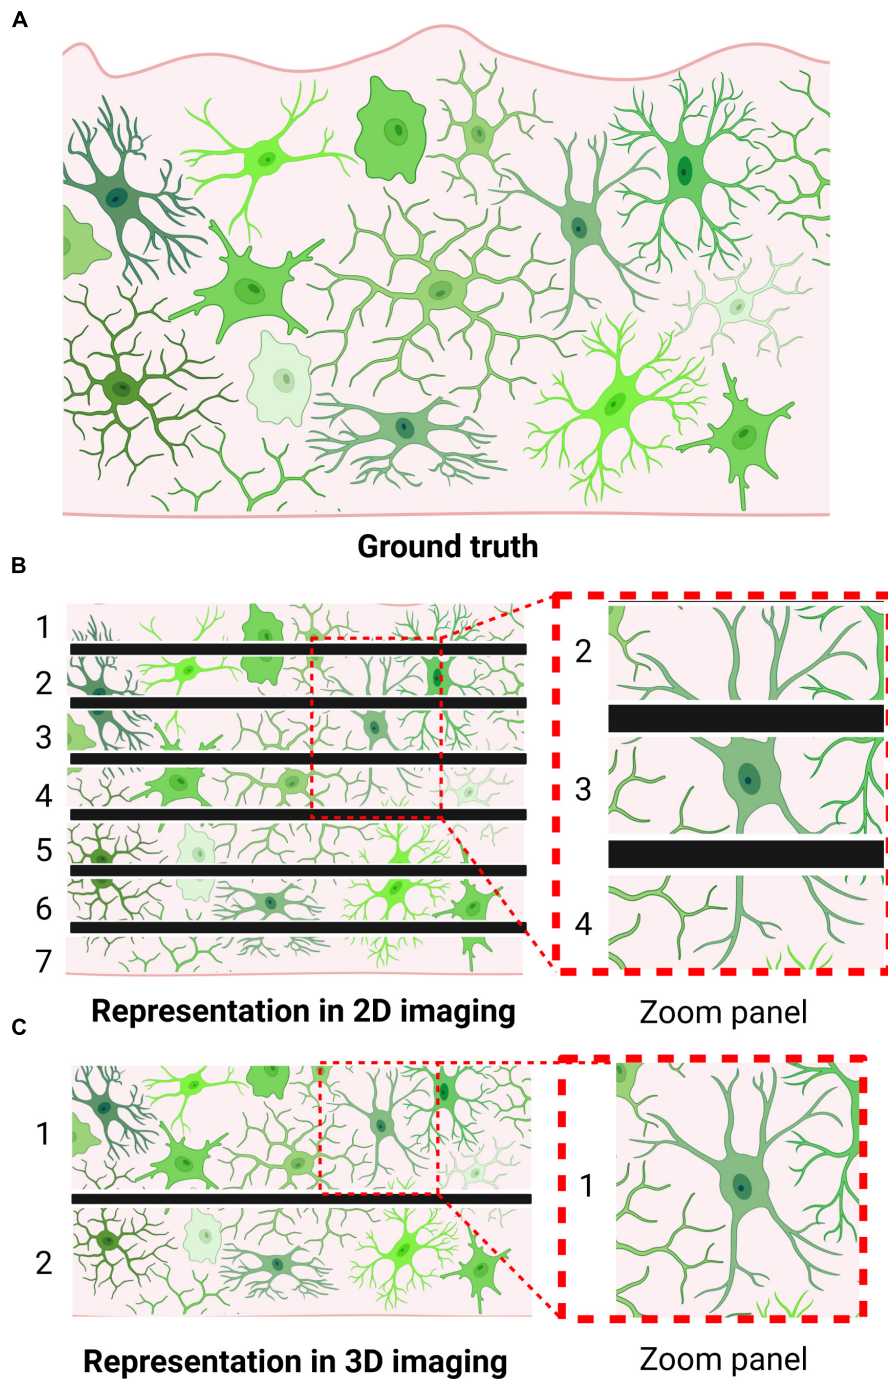 A
Ground truth
B
1
2
3
4
5
6
7
2
3
4
Representation in 2D imaging
Zoom panel
C
1
2
1
Representation in 3D imaging
Zoom panel